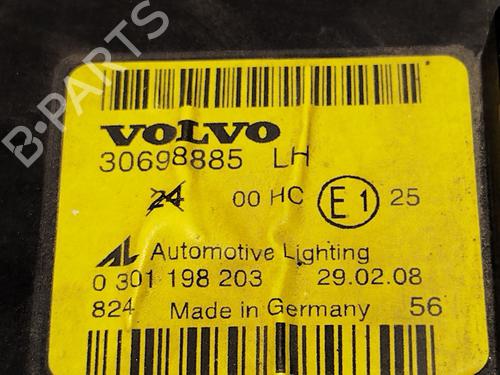 B-PARTS
VOLVO
30698885 LH
24 00 HC E1 25
AL Automotive Lighting
0 301 198 203 29.02.08
824 Made in Germany 56